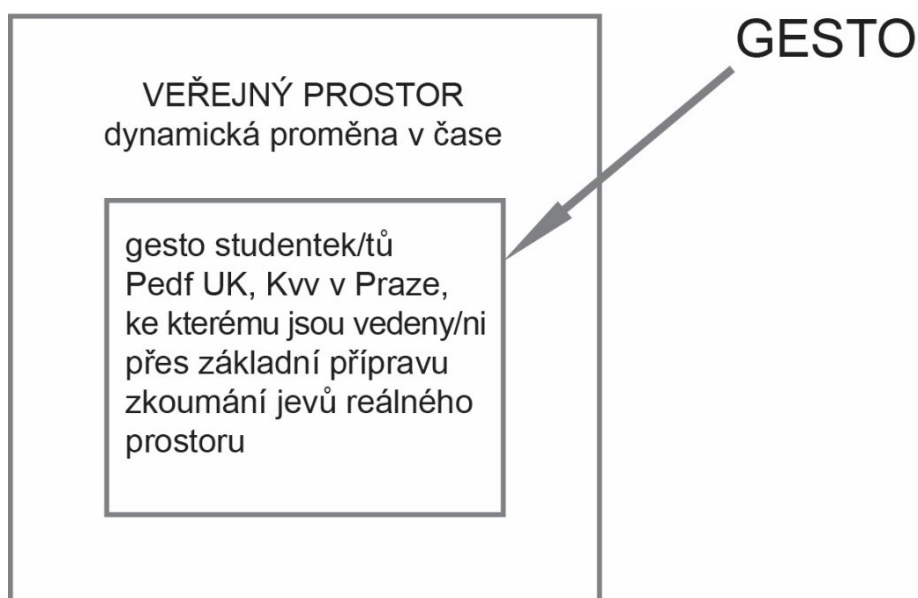 GESTO
VEŘEJNÝ PROSTOR
dynamická proměna v čase
gesto studentek/tů
Pedf UK, Kvv v Praze,
ke kterému jsou vedeny/ni
přes základní přípravu
zkoumání jevů reálného
prostoru